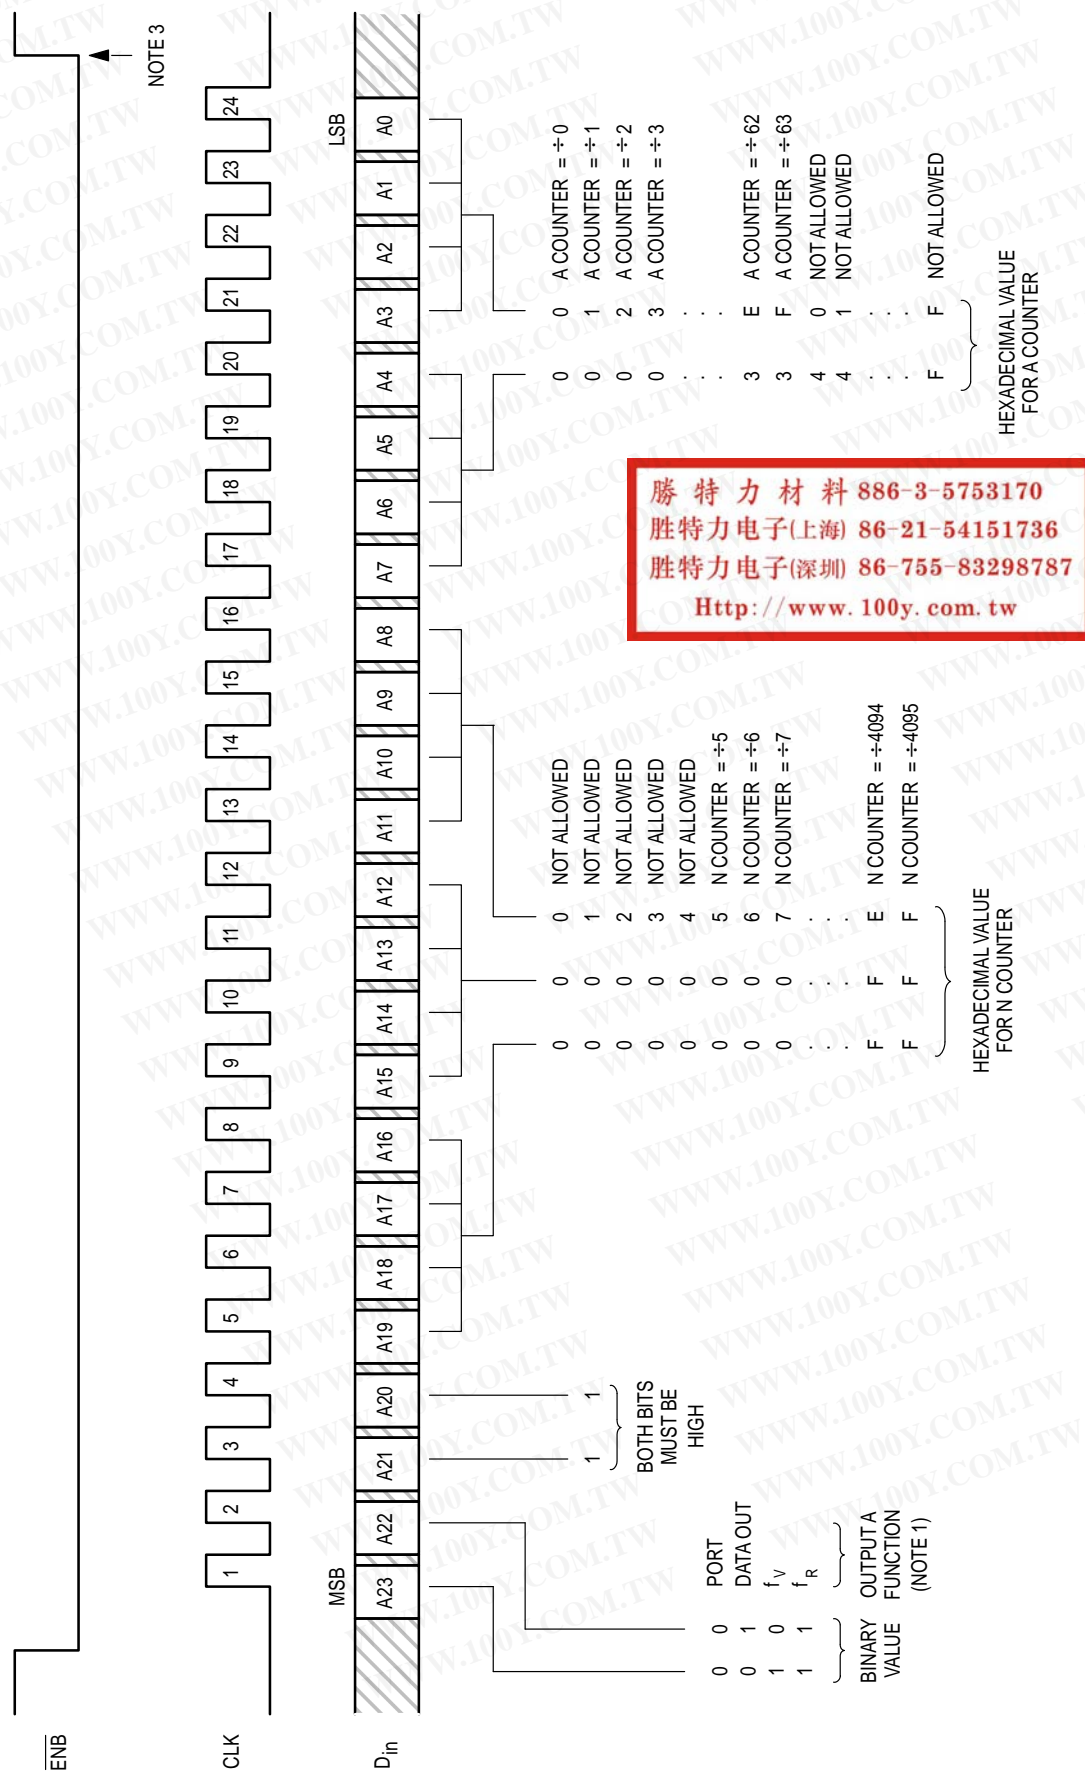 ENB
NOTE 3
CLK
1 2 3 4 5 6 7 8 9 10 11 12 13 14 15 16 17 18 19 20 21 22 23 24
MSB
LSB
Din
A23 A22 A21 A20 A19 A18 A17 A16 A15 A14 A13 A12 A11 A10 A9 A8 A7 A6 A5 A4 A3 A2 A1 A0
0 0 PORT
0 1 DATA OUT
1 0 fV
1 1 fR
BINARY
VALUE
OUTPUT A
FUNCTION
(NOTE 1)
1 1
BOTH BITS
MUST BE
HIGH
0 0 0 NOT ALLOWED
0 0 1 NOT ALLOWED
0 0 2 NOT ALLOWED
0 0 3 NOT ALLOWED
0 0 4 NOT ALLOWED
0 0 5 N COUNTER = ÷5
0 0 6 N COUNTER = ÷6
0 0 7 N COUNTER = ÷7
. . .
. . .
F F E N COUNTER = ÷4094
F F F N COUNTER = ÷4095
HEXADECIMAL VALUE
FOR N COUNTER
0 0 A COUNTER = ÷0
0 1 A COUNTER = ÷1
0 2 A COUNTER = ÷2
0 3 A COUNTER = ÷3
. .
. .
3 E A COUNTER = ÷62
3 F A COUNTER = ÷63
4 0 NOT ALLOWED
4 1 NOT ALLOWED
. .
. .
F F NOT ALLOWED
HEXADECIMAL VALUE
FOR A COUNTER
勝特力材料 886-3-5753170
胜特力电子(上海) 86-21-54151736
胜特力电子(深圳) 86-755-83298787
Http://www.100y.com.tw
WWW.100Y.COM.TW